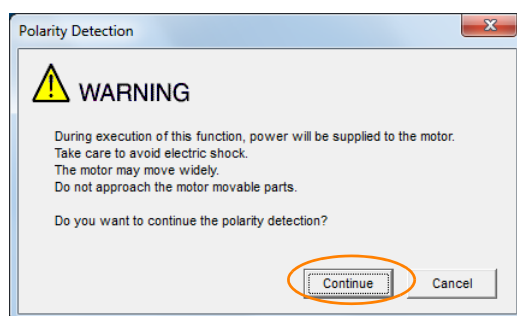 Polarity Detection
WARNING
During execution of this function, power will be supplied to the motor.
Take care to avoid electric shock.
The motor may move widely.
Do not approach the motor movable parts.
Do you want to continue the polarity detection?
Continue
Cancel